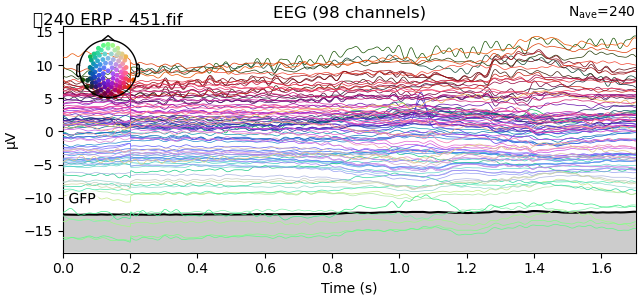 240 ERP - 451.fif
EEG (98 channels)
Nave=240
15
10
5
0
−5
−10
−15
µV
GFP
0.0 0.2 0.4 0.6 0.8 1.0 1.2 1.4 1.6
Time (s)